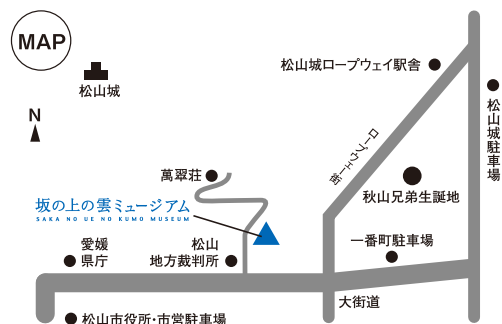 MAP
松山城ロープウェイ駅舎
松山城
松山城駐車場
N
ロープウェー街
萬翠荘
秋山兄弟生誕地
坂の上の雲ミュージアム
SAKA NO UE NO KUMO MUSEUM
愛媛
県庁
松山
地方裁判所
一番町駐車場
大街道
松山市役所・市営駐車場